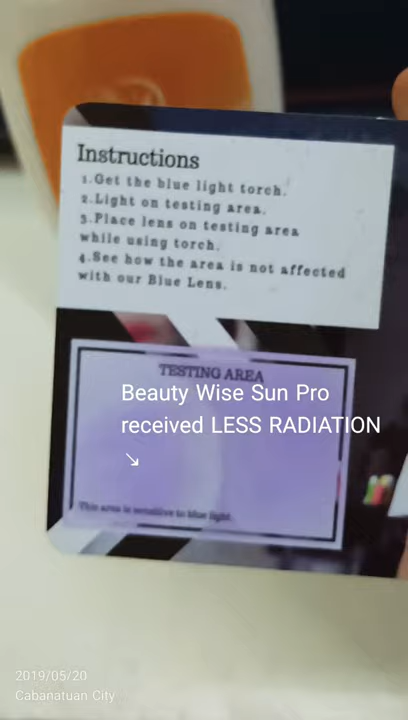 Instructions
1.Get the blue light torch.
2.Light on testing area.
3.Place lens on testing area
while using torch.
4.See how the area is not affected
with our Blue Lens.
TESTING AREA
Beauty Wise Sun Pro
received LESS RADIATION
↘
This area is sensitive to blue light.
2019/05/20
Cabanatuan City